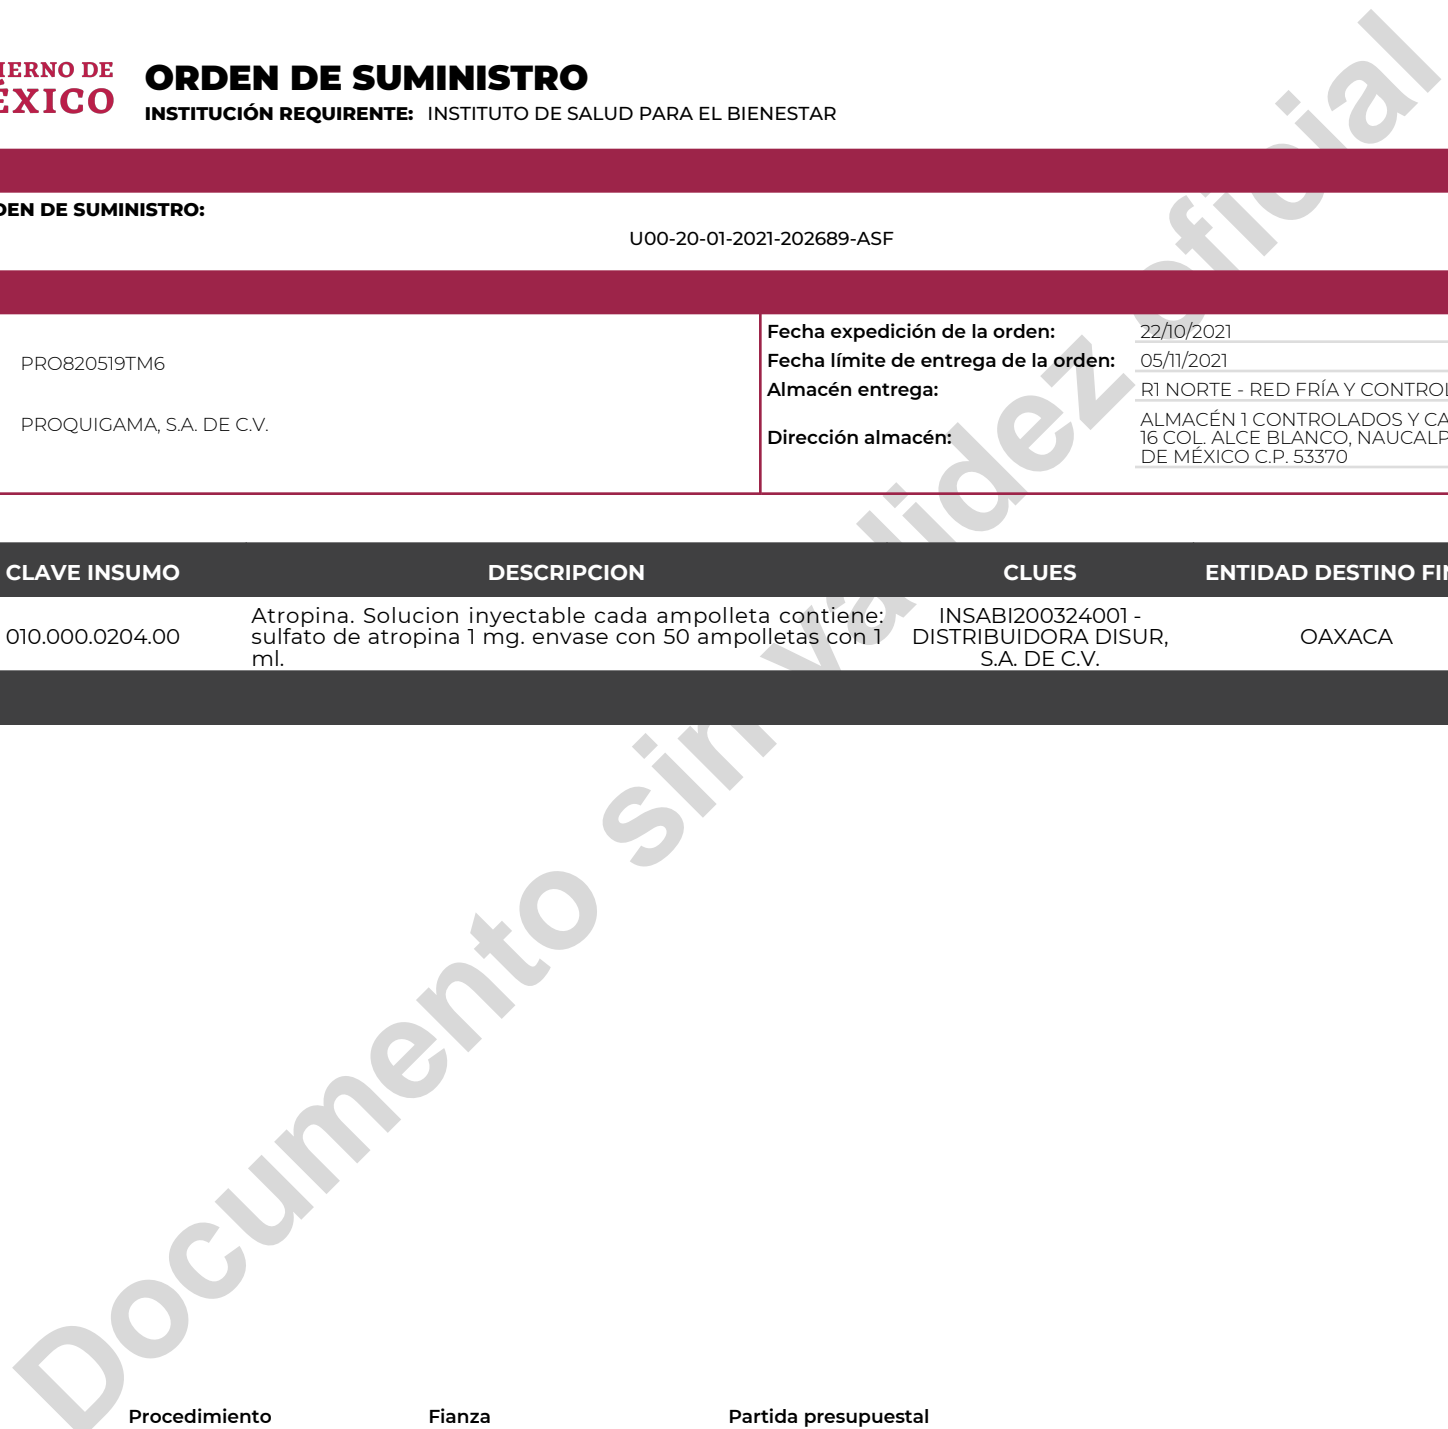 IERNO DE
ÉXICO
ORDEN DE SUMINISTRO
INSTITUCIÓN REQUIRENTE: INSTITUTO DE SALUD PARA EL BIENESTAR
DEN DE SUMINISTRO:
U00-20-01-2021-202689-ASF
PRO820519TM6
PROQUIGAMA, S.A. DE C.V.
Fecha expedición de la orden: 22/10/2021
Fecha límite de entrega de la orden: 05/11/2021
Almacén entrega: R1 NORTE - RED FRÍA Y CONTROL
Dirección almacén: ALMACÉN 1 CONTROLADOS Y CA
16 COL. ALCE BLANCO, NAUCALP
DE MÉXICO C.P. 53370
CLAVE INSUMO DESCRIPCION CLUES ENTIDAD DESTINO FIN
010.000.0204.00
Atropina. Solucion inyectable cada ampolleta contiene:
sulfato de atropina 1 mg. envase con 50 ampolletas con 1
ml.
INSABI200324001 -
DISTRIBUIDORA DISUR,
S.A. DE C.V.
OAXACA
Documento sin validez oficial
Procedimiento Fianza Partida presupuestal